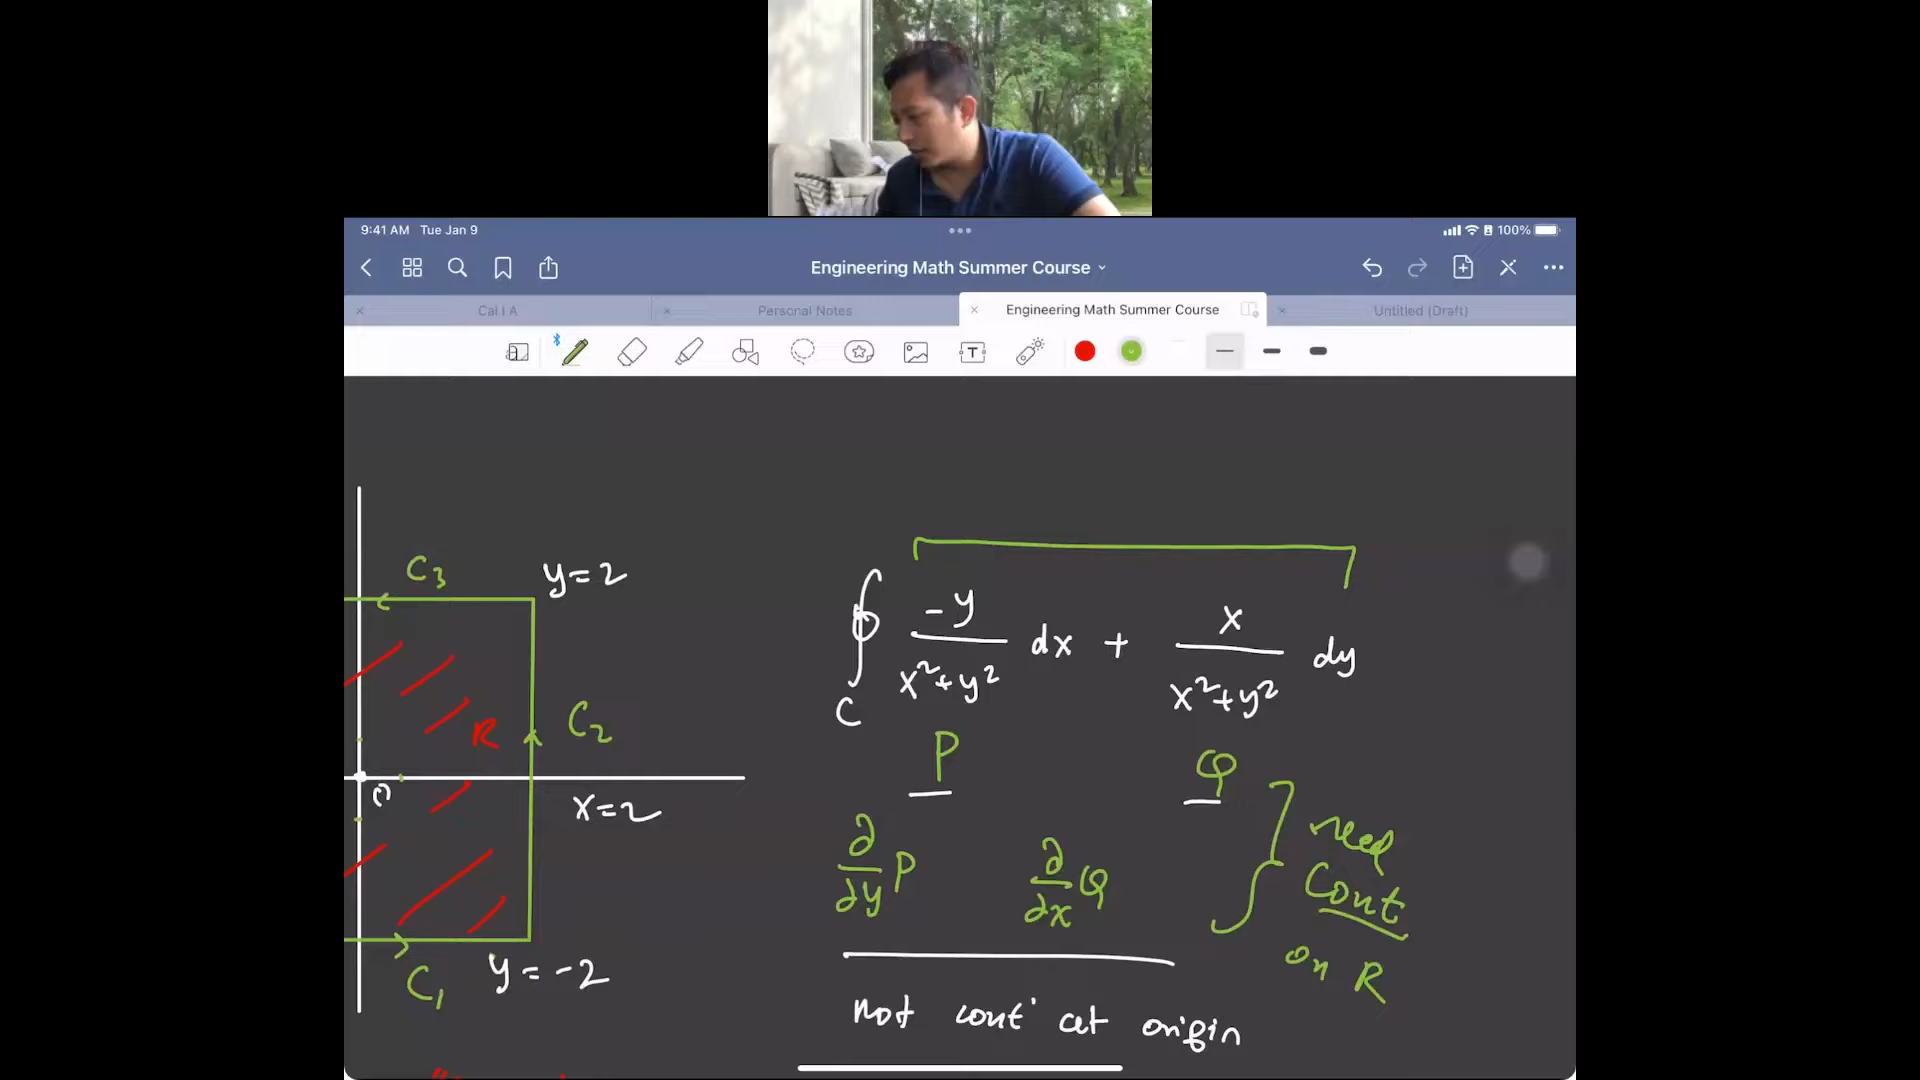 9:41 AM Tue Jan 9
100%
Engineering Math Summer Course
Cal I A
Personal Notes
Engineering Math Summer Course
Untitled (Draft)
C₃
y=2
∮ -y/(x²+y²) dx + x/(x²+y²) dy
C
R
C₂
P
Q
O
x=2
∂/∂y P
∂/∂x Q
need
Cont
on R
C₁
y=-2
not cont' at origin